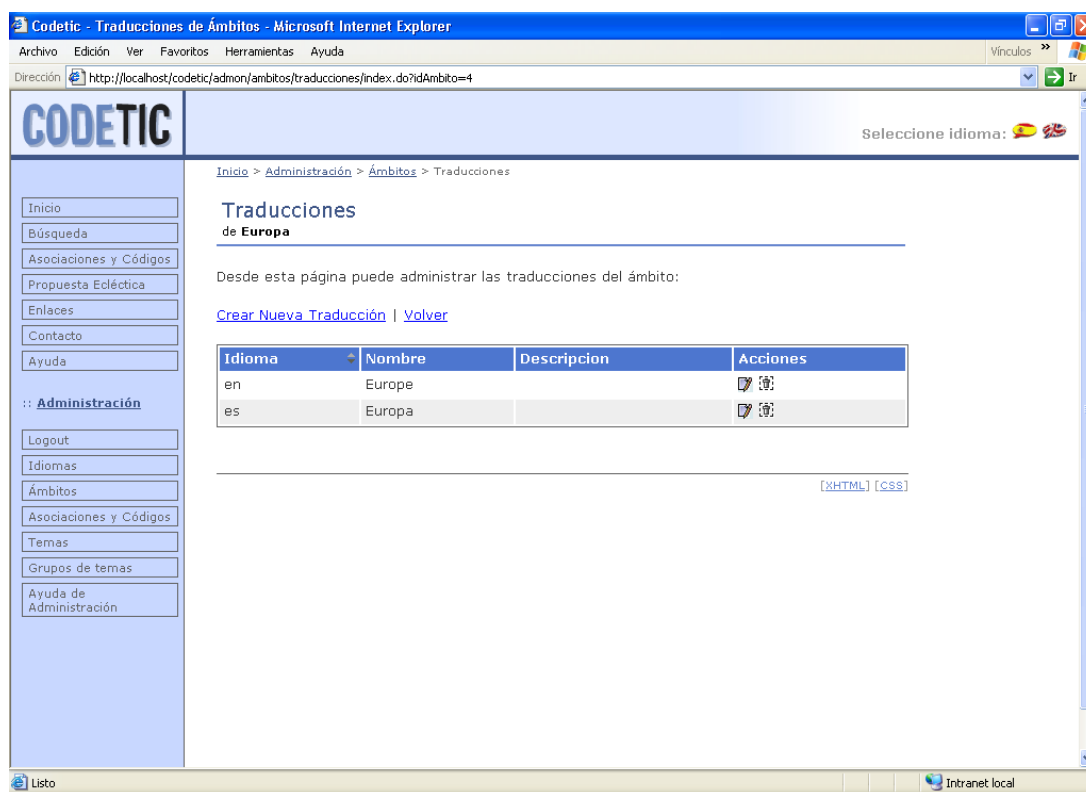 Codetic - Traducciones de Ámbitos - Microsoft Internet Explorer
Archivo Edición Ver Favoritos Herramientas Ayuda Vínculos »
Dirección http://localhost/codetic/admon/ambitos/traducciones/index.do?idAmbito=4 Ir
CODETIC
Seleccione idioma:
Inicio > Administración > Ámbitos > Traducciones
Inicio
Búsqueda
Asociaciones y Códigos
Propuesta Ecléctica
Enlaces
Contacto
Ayuda
:: Administración
Logout
Idiomas
Ámbitos
Asociaciones y Códigos
Temas
Grupos de temas
Ayuda de
Administración
Traducciones
de Europa
Desde esta página puede administrar las traducciones del ámbito:
Crear Nueva Traducción | Volver
Idioma Nombre Descripcion Acciones
en Europe
es Europa
[XHTML] [CSS]
Listo Intranet local